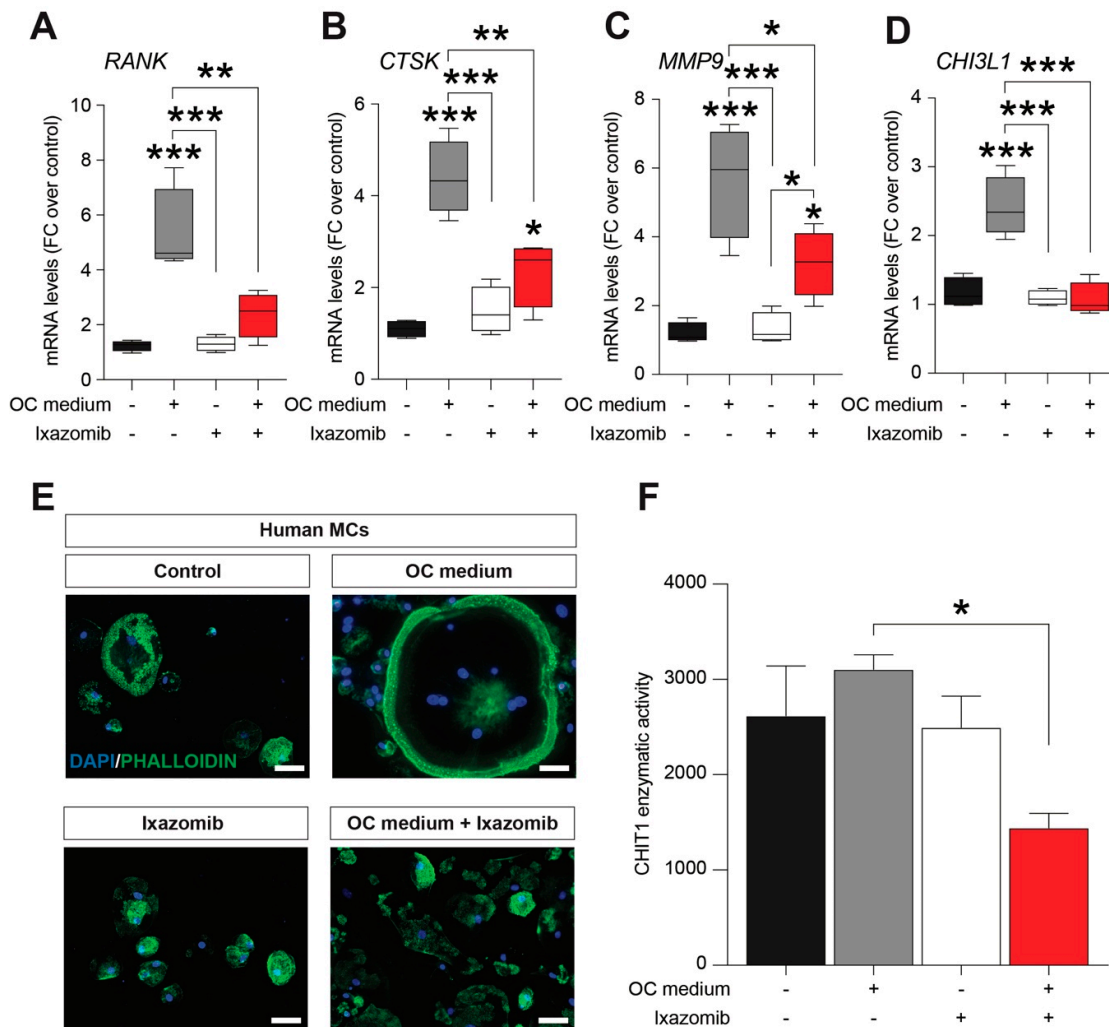 A
RANK
**
***
***
mRNA levels (FC over control)
10
8
6
4
2
0
OC medium - + - +
Ixazomib - - + +
B
CTSK
**
***
***
*
mRNA levels (FC over control)
6
4
2
0
- + - +
- - + +
C
MMP9
*
***
***
*
*
mRNA levels (FC over control)
8
6
4
2
0
OC medium - + - +
Ixazomib - - + +
D
CHI3L1
***
***
***
mRNA levels (FC over control)
4
3
2
1
0
OC medium - + - +
Ixazomib - - + +
E
Human MCs
Control
OC medium
DAPI/PHALLOIDIN
Ixazomib
OC medium + Ixazomib
F
*
CHIT1 enzymatic activity
4000
3000
2000
1000
0
OC medium - + - +
Ixazomib - - + +